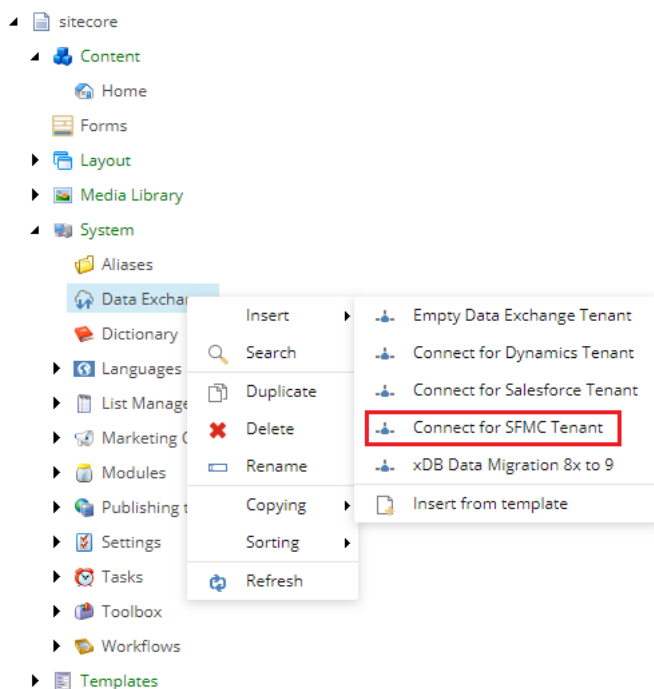 sitecore
Content
Home
Forms
Layout
Media Library
System
Aliases
Data Exchan
Dictionary
Languages
List Manage
Marketing
Modules
Publishing
Settings
Tasks
Toolbox
Workflows
Templates
Insert
Search
Duplicate
Delete
Rename
Copying
Sorting
Refresh
Empty Data Exchange Tenant
Connect for Dynamics Tenant
Connect for Salesforce Tenant
Connect for SFMC Tenant
xDB Data Migration 8x to 9
Insert from template